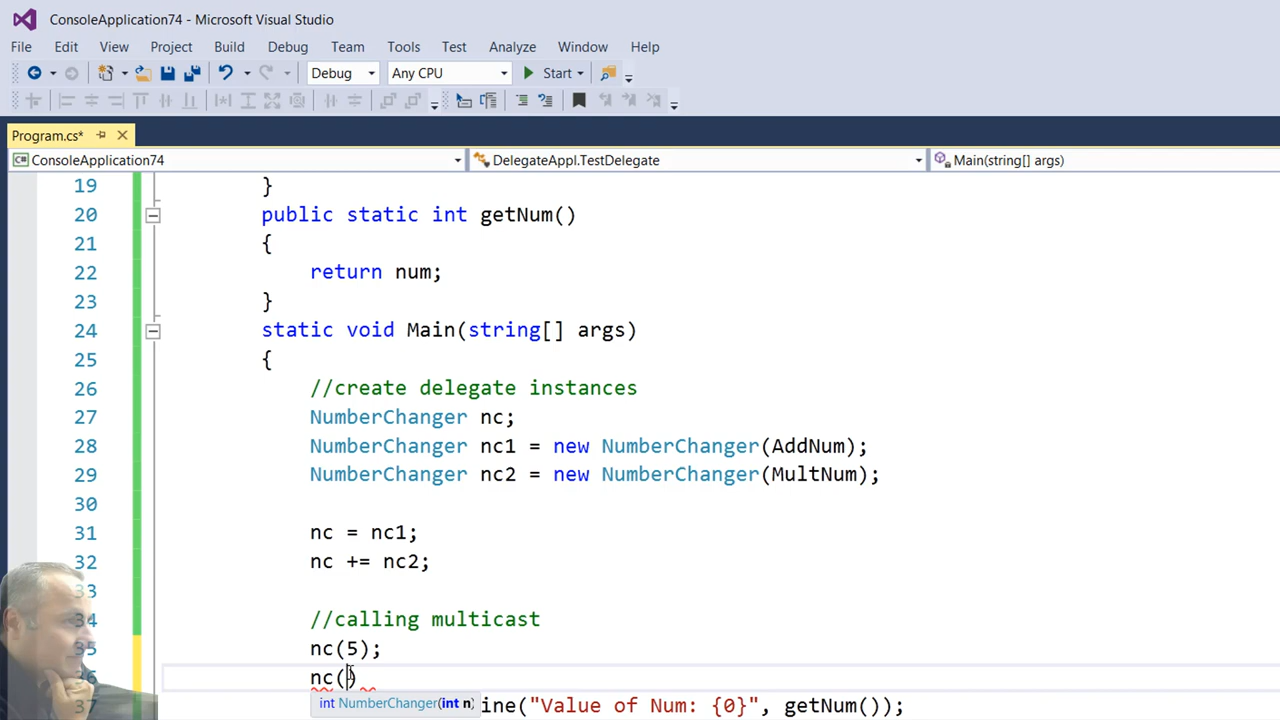 ConsoleApplication74 - Microsoft Visual Studio
File Edit View Project Build Debug Team Tools Test Analyze Window Help
Debug Any CPU Start
Program.cs*
ConsoleApplication74 DelegateAppl.TestDelegate Main(string[] args)
19 }
20 public static int getNum()
21 {
22 return num;
23 }
24 static void Main(string[] args)
25 {
26 //create delegate instances
27 NumberChanger nc;
28 NumberChanger nc1 = new NumberChanger(AddNum);
29 NumberChanger nc2 = new NumberChanger(MultNum);
30
31 nc = nc1;
32 nc += nc2;
33
34 //calling multicast
35 nc(5);
36 nc()
int NumberChanger(int n)
37 ine("Value of Num: {0}", getNum());